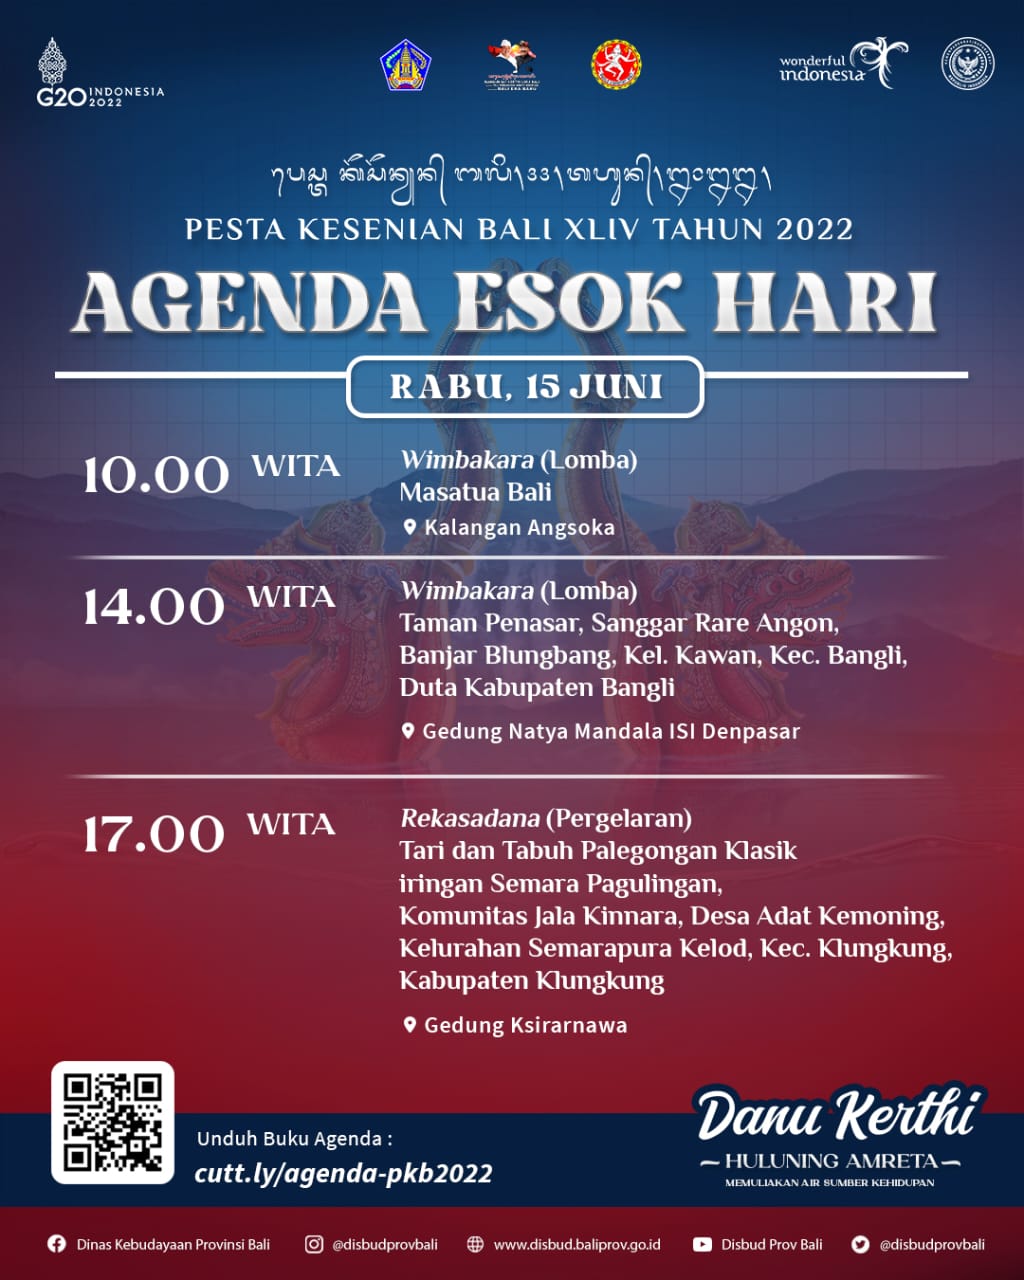 G20 INDONESIA 2022
wonderful indonesia
PESTA KESENIAN BALI XLIV TAHUN 2022
AGENDA ESOK HARI
RABU, 15 JUNI
10.00 WITA
Wimbakara (Lomba)
Masatua Bali
Kalangan Angsoka
14.00 WITA
Wimbakara (Lomba)
Taman Penasar, Sanggar Rare Angon,
Banjar Blungbang, Kel. Kawan, Kec. Bangli,
Duta Kabupaten Bangli
Gedung Natya Mandala ISI Denpasar
17.00 WITA
Rekasadana (Pergelaran)
Tari dan Tabuh Palegongan Klasik
iringan Semara Pagulingan,
Komunitas Jala Kinnara, Desa Adat Kemoning,
Kelurahan Semarapura Kelod, Kec. Klungkung,
Kabupaten Klungkung
Gedung Ksirarnawa
Unduh Buku Agenda :
cutt.ly/agenda-pkb2022
Danu Kerthi
HULUNING AMRETA
MEMULIAKAN AIR SUMBER KEHIDUPAN
Dinas Kebudayaan Provinsi Bali @disbudprovbali www.disbud.baliprov.go.id Disbud Prov Bali @disbudprovbali